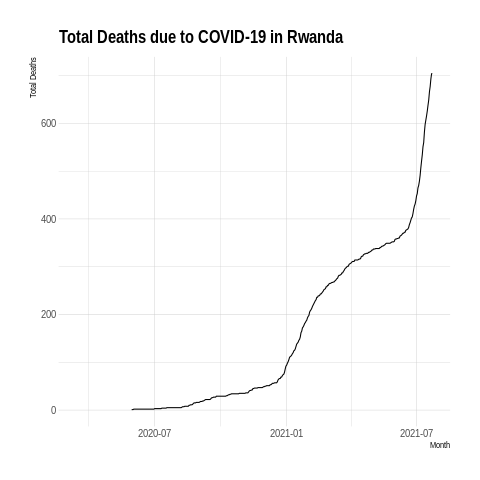 Total Deaths due to COVID-19 in Rwanda
Total Deaths
600
400
200
0
2020-07
2021-01
2021-07
Month